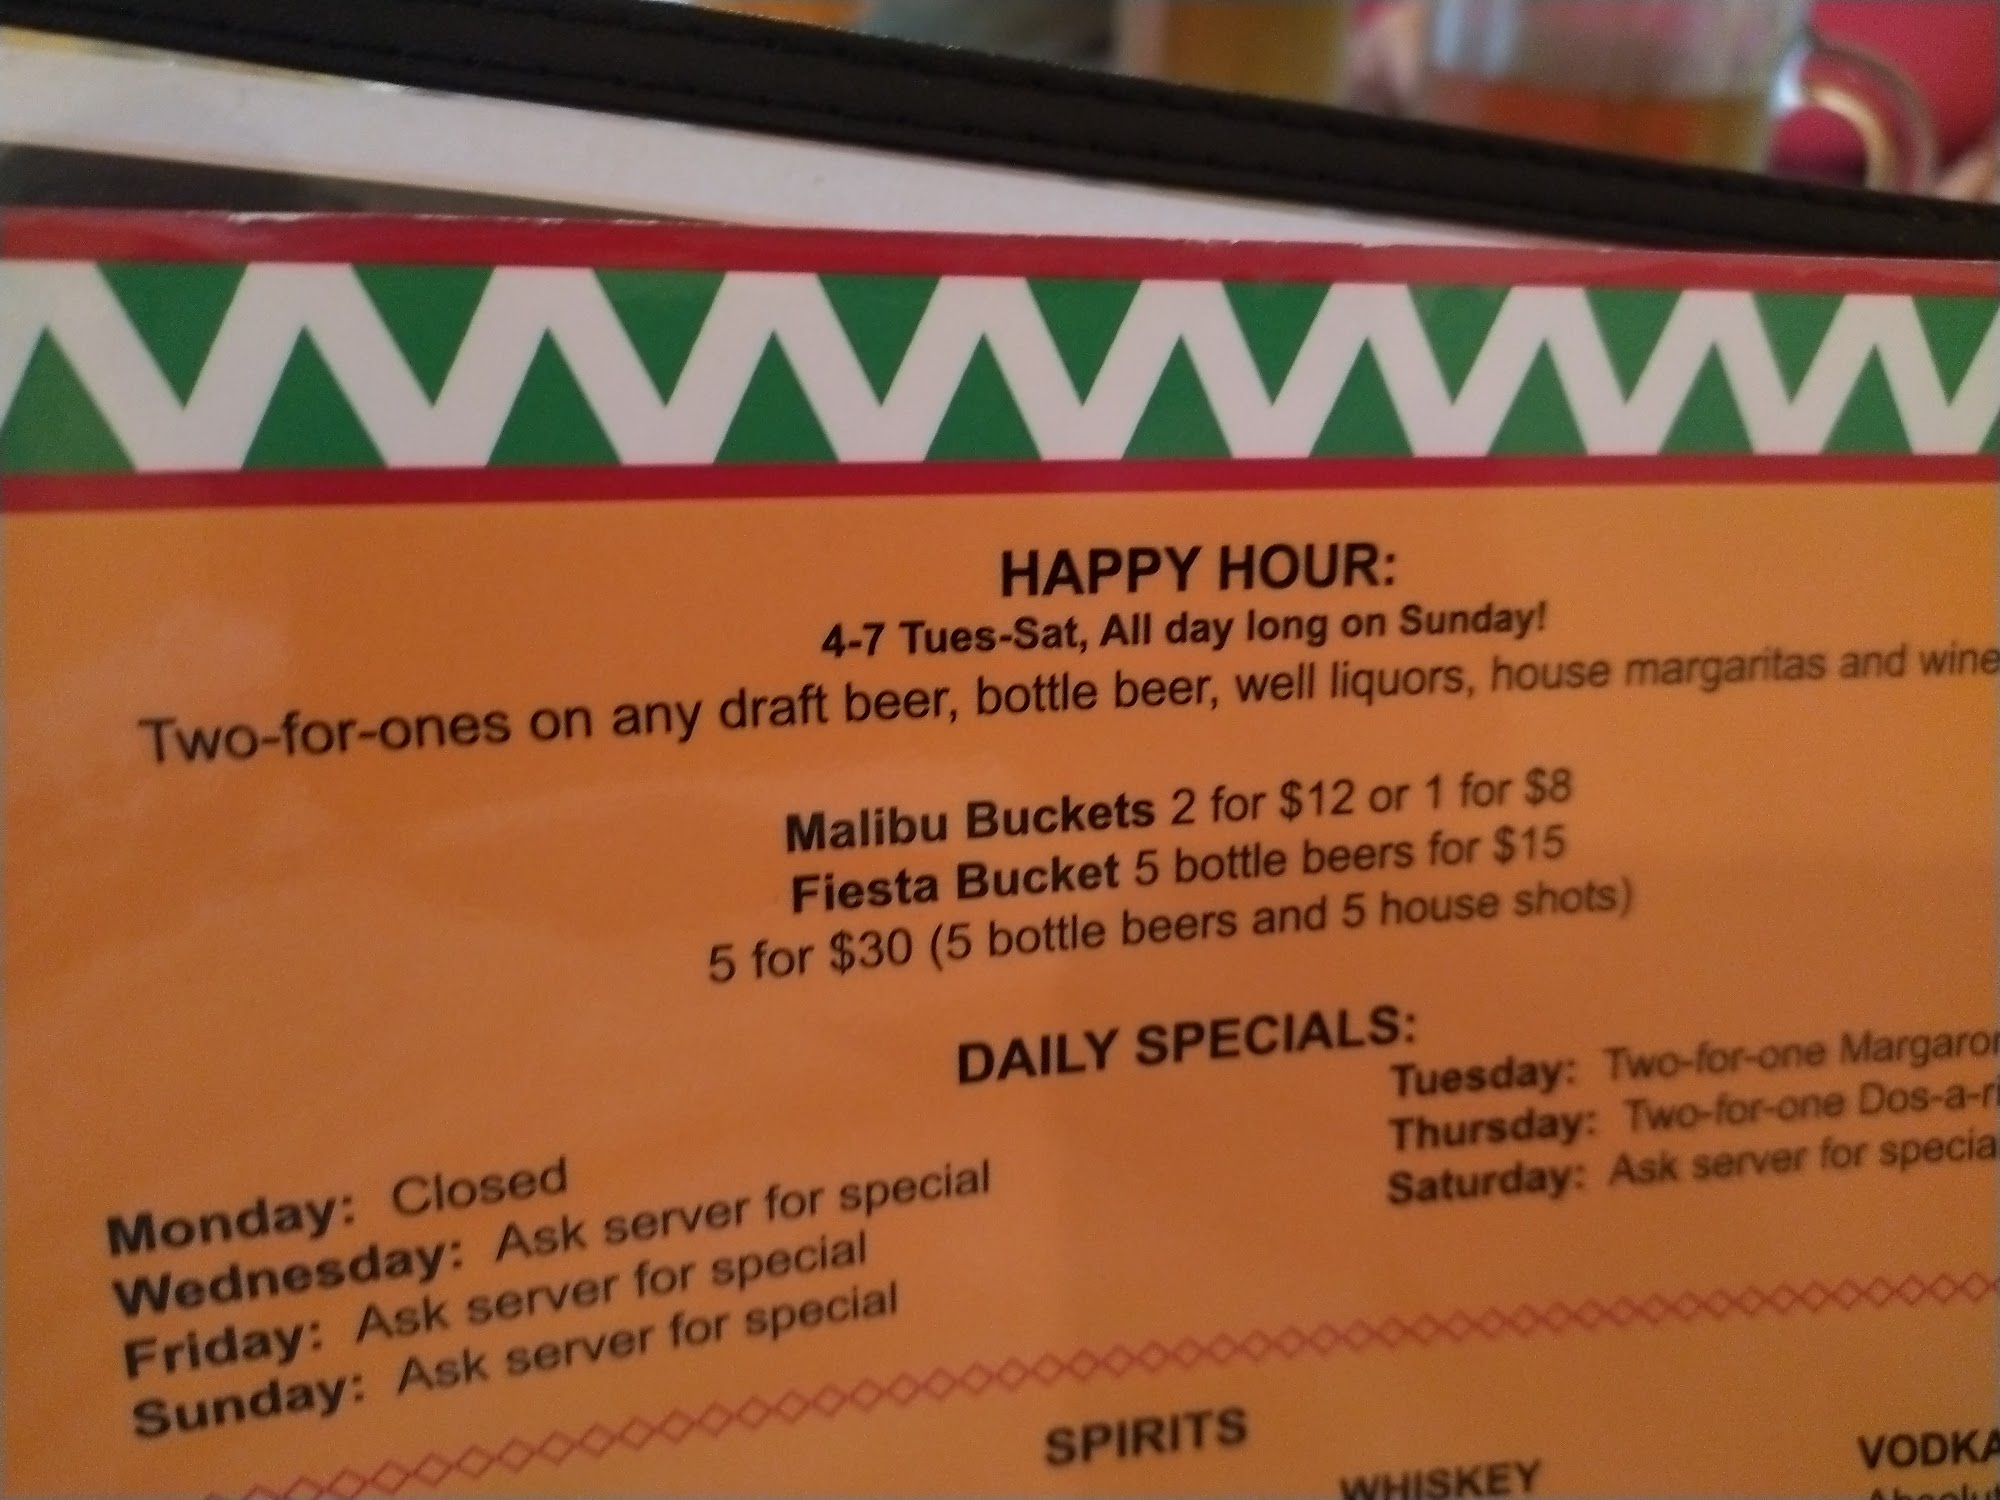 HAPPY HOUR:
4-7 Tues-Sat, All day long on Sunday!
Two-for-ones on any draft beer, bottle beer, well liquors, house margaritas and wine
Malibu Buckets 2 for $12 or 1 for $8
Fiesta Bucket 5 bottle beers for $15
5 for $30 (5 bottle beers and 5 house shots)
DAILY SPECIALS:
Monday: Closed
Wednesday: Ask server for special
Friday: Ask server for special
Sunday: Ask server for special
Tuesday: Two-for-one
Thursday: Two-for-one
Saturday: Ask server for
SPIRITS
WHISKEY
VODKA